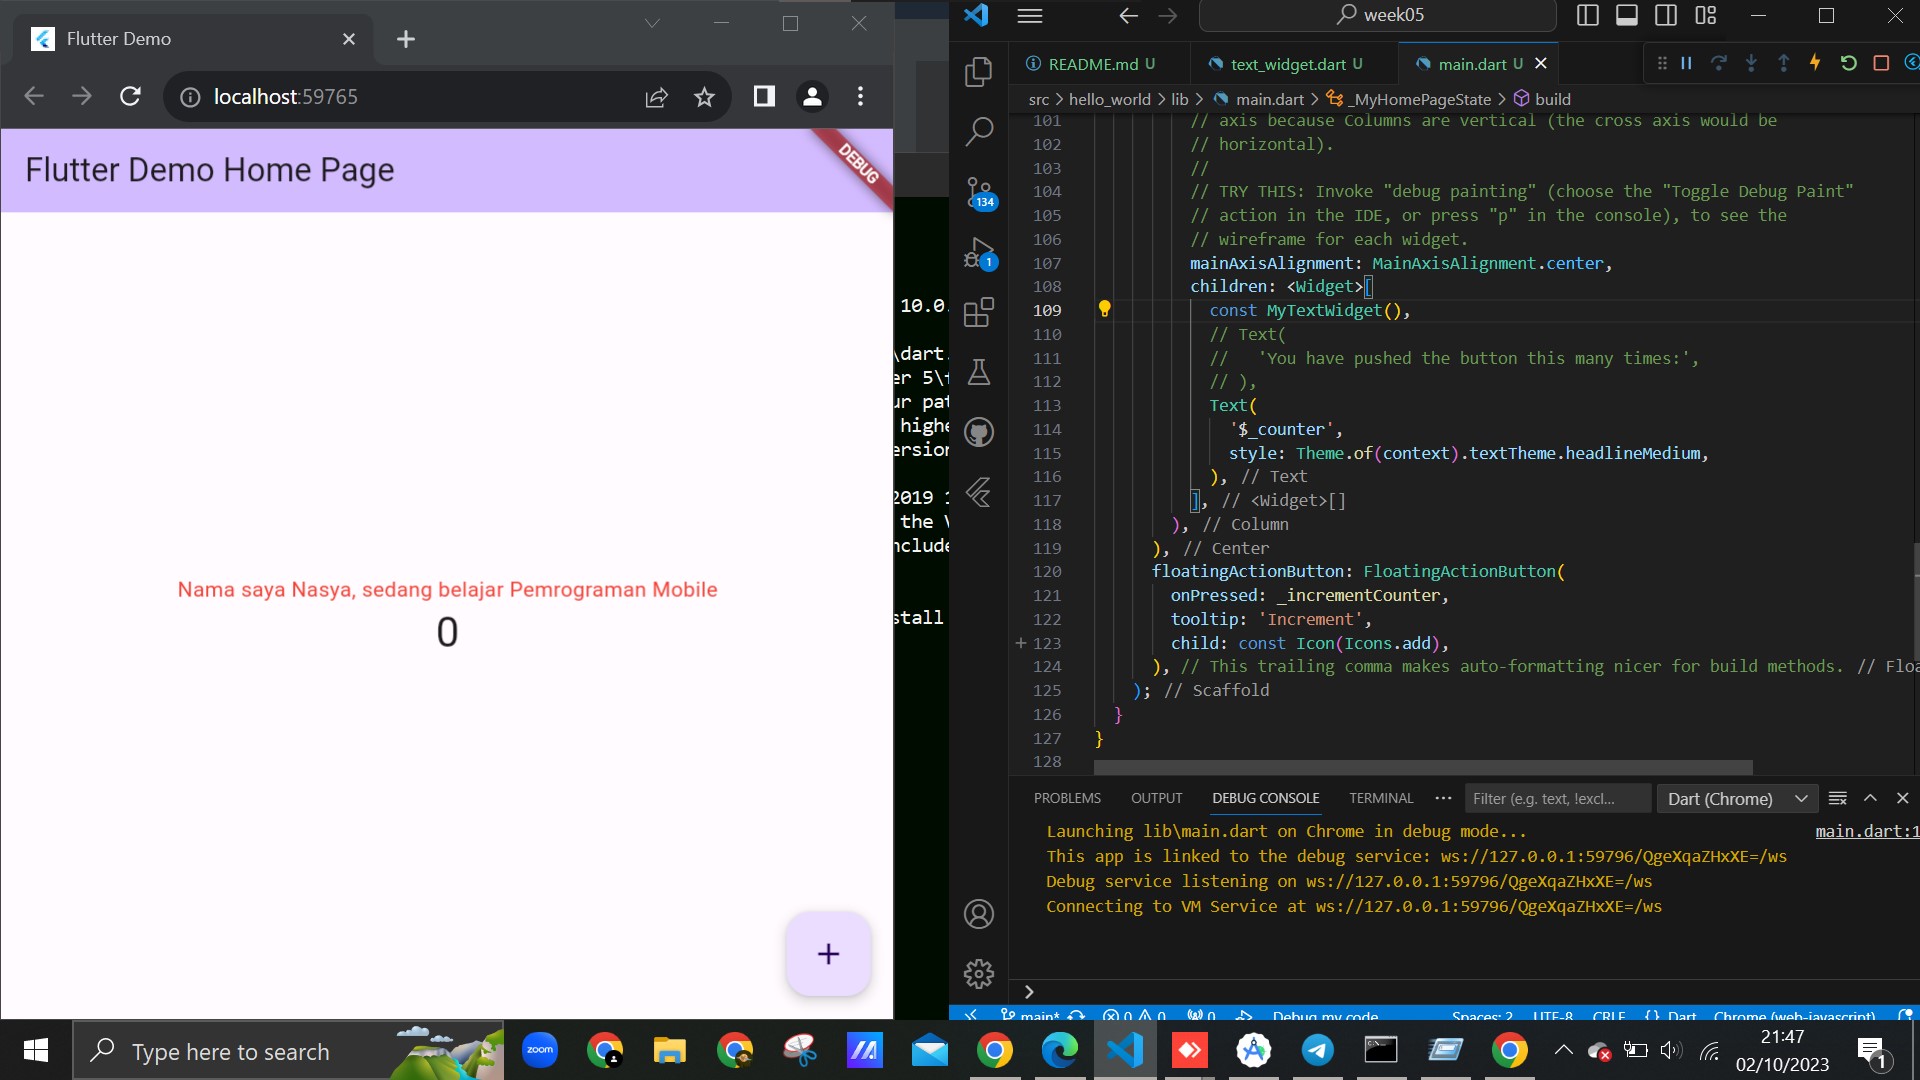 Flutter Demo
localhost:59765
Flutter Demo Home Page
DEBUG
Nama saya Nasya, sedang belajar Pemrograman Mobile
0
+
10.0.
\dart.
er 5\
ur pat
highe
ersion
2019 1
the V
nclude
stall
week05
README.md U
text_widget.dart U
main.dart U
src > hello_world > lib > main.dart > _MyHomePageState > build
134
1
101 // axis because Columns are vertical (the cross axis would be
102 // horizontal).
103 //
104 // TRY THIS: Invoke "debug painting" (choose the "Toggle Debug Paint"
105 // action in the IDE, or press "p" in the console), to see the
106 // wireframe for each widget.
107 mainAxisAlignment: MainAxisAlignment.center,
108 children: <Widget>[
109 const MyTextWidget(),
110 // Text(
111 //   'You have pushed the button this many times:',
112 // ),
113 Text(
114 '$_counter',
115 style: Theme.of(context).textTheme.headlineMedium,
116 ), // Text
117 ], // <Widget>[]
118 ), // Column
119 ), // Center
120 floatingActionButton: FloatingActionButton(
121 onPressed: _incrementCounter,
122 tooltip: 'Increment',
123 child: const Icon(Icons.add),
124 ), // This trailing comma makes auto-formatting nicer for build methods. // Floa
125 ); // Scaffold
126 }
127 }
128
PROBLEMS OUTPUT DEBUG CONSOLE TERMINAL ··· Filter (e.g. text, !excl... Dart (Chrome)
Launching lib\main.dart on Chrome in debug mode... main.dart:1
This app is linked to the debug service: ws://127.0.0.1:59796/QgeXqaZHxXE=/ws
Debug service listening on ws://127.0.0.1:59796/QgeXqaZHxXE=/ws
Connecting to VM Service at ws://127.0.0.1:59796/QgeXqaZHxXE=/ws
main* 0 0 0 Debug my code Spaces: 2 UTF-8 CRLF {} Dart Chrome (web-javascript)
Type here to search
zoom
21:47
02/10/2023
1